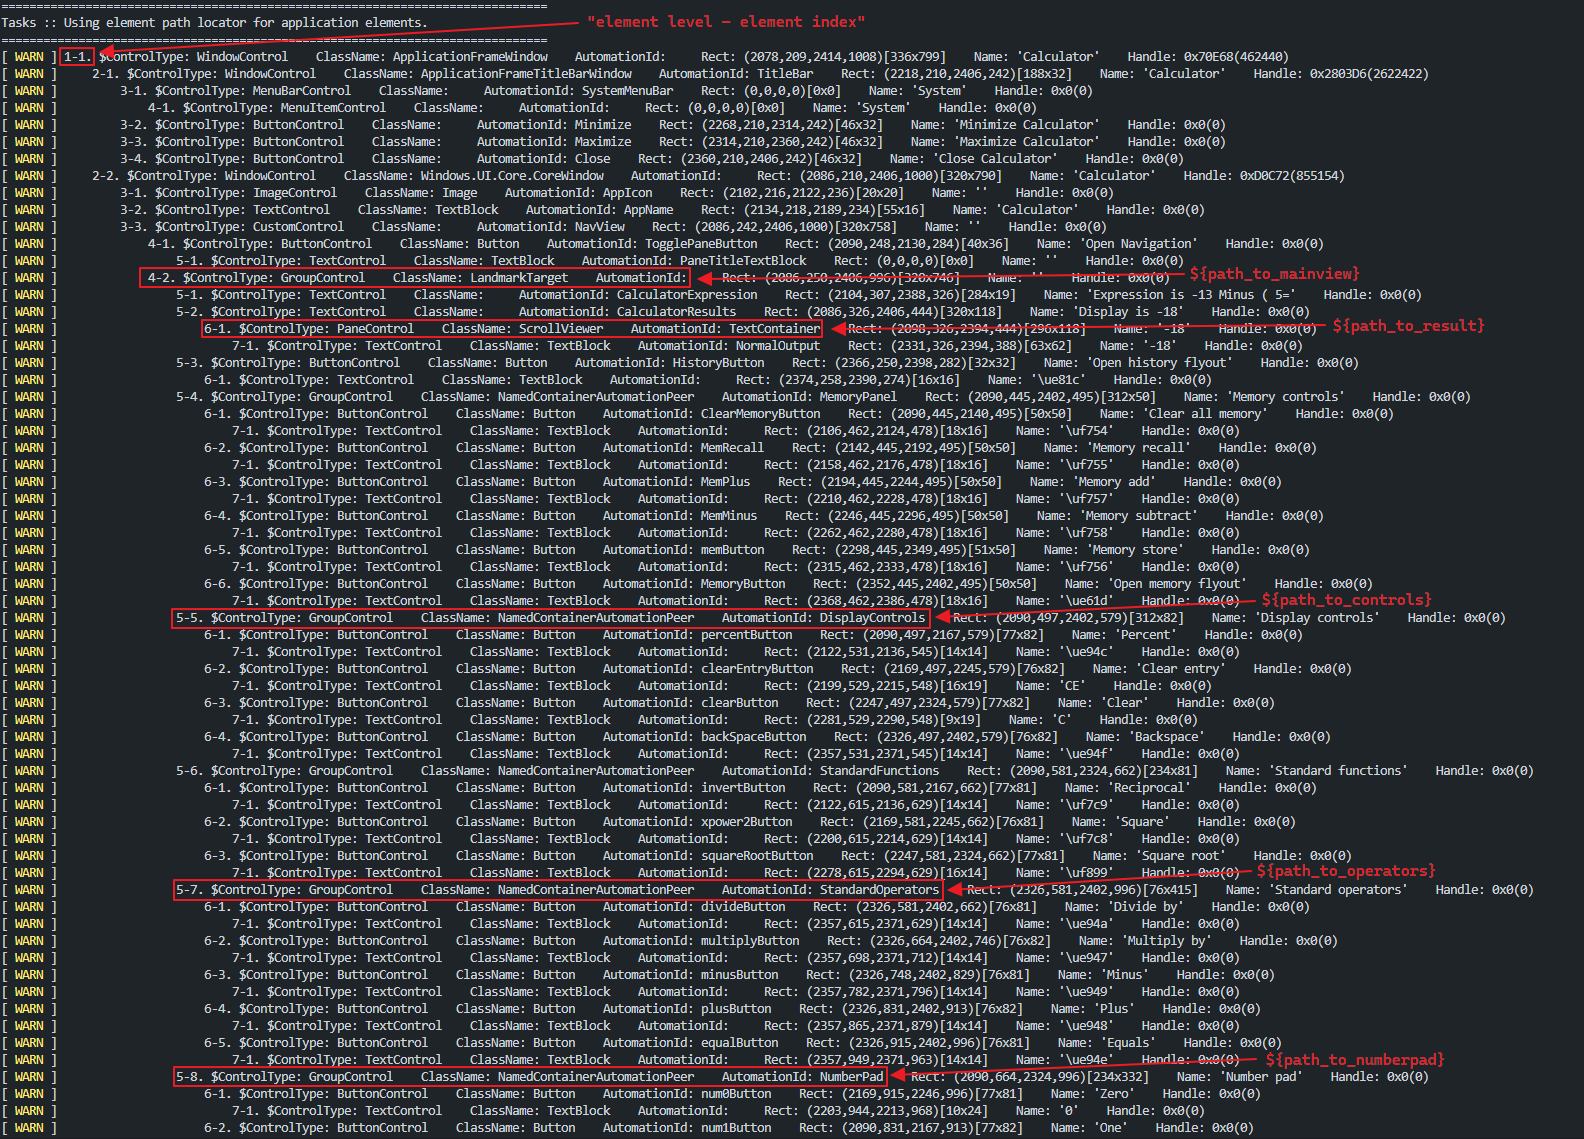 ==============================================================================
Tasks :: Using element path locator for application elements.
"element level – element index"
==============================================================================
[ WARN ] 1-1. $ControlType: WindowControl    ClassName: ApplicationFrameWindow    AutomationId:     Rect: (2078,209,2414,1008)[336x799]    Name: 'Calculator'    Handle: 0x70E68(462440)
[ WARN ]     2-1. $ControlType: WindowControl    ClassName: ApplicationFrameTitleBarWindow    AutomationId: TitleBar    Rect: (2218,210,2406,242)[188x32]    Name: 'Calculator'    Handle: 0x2803D6(2622422)
[ WARN ]         3-1. $ControlType: MenuBarControl    ClassName:     AutomationId: SystemMenuBar    Rect: (0,0,0,0)[0x0]    Name: 'System'    Handle: 0x0(0)
[ WARN ]             4-1. $ControlType: MenuItemControl    ClassName:     AutomationId:     Rect: (0,0,0,0)[0x0]    Name: 'System'    Handle: 0x0(0)
[ WARN ]         3-2. $ControlType: ButtonControl    ClassName:     AutomationId: Minimize    Rect: (2268,210,2314,242)[46x32]    Name: 'Minimize Calculator'    Handle: 0x0(0)
[ WARN ]         3-3. $ControlType: ButtonControl    ClassName:     AutomationId: Maximize    Rect: (2314,210,2360,242)[46x32]    Name: 'Maximize Calculator'    Handle: 0x0(0)
[ WARN ]         3-4. $ControlType: ButtonControl    ClassName:     AutomationId: Close    Rect: (2360,210,2406,242)[46x32]    Name: 'Close Calculator'    Handle: 0x0(0)
[ WARN ]     2-2. $ControlType: WindowControl    ClassName: Windows.UI.Core.CoreWindow    AutomationId:     Rect: (2086,210,2406,1000)[320x790]    Name: 'Calculator'    Handle: 0xD0C72(855154)
[ WARN ]         3-1. $ControlType: ImageControl    ClassName: Image    AutomationId: AppIcon    Rect: (2102,216,2122,236)[20x20]    Name: ''    Handle: 0x0(0)
[ WARN ]         3-2. $ControlType: TextControl    ClassName: TextBlock    AutomationId: AppName    Rect: (2134,218,2189,234)[55x16]    Name: 'Calculator'    Handle: 0x0(0)
[ WARN ]         3-3. $ControlType: CustomControl    ClassName:     AutomationId: NavView    Rect: (2086,242,2406,1000)[320x758]    Name: ''    Handle: 0x0(0)
[ WARN ]             4-1. $ControlType: ButtonControl    ClassName: Button    AutomationId: TogglePaneButton    Rect: (2090,248,2130,284)[40x36]    Name: 'Open Navigation'    Handle: 0x0(0)
[ WARN ]                 5-1. $ControlType: TextControl    ClassName: TextBlock    AutomationId: PaneTitleTextBlock    Rect: (0,0,0,0)[0x0]    Name: ''    Handle: 0x0(0)
[ WARN ]             4-2. $ControlType: GroupControl    ClassName: LandmarkTarget    AutomationId:     Rect: (2086,250,2406,996)[320x746]    Name: ''    Handle: 0x0(0) ${path_to_mainview}
[ WARN ]                 5-1. $ControlType: TextControl    ClassName:     AutomationId: CalculatorExpression    Rect: (2104,307,2388,326)[284x19]    Name: 'Expression is -13 Minus ( 5='    Handle: 0x0(0)
[ WARN ]                 5-2. $ControlType: TextControl    ClassName:     AutomationId: CalculatorResults    Rect: (2086,326,2406,444)[320x118]    Name: 'Display is -18'    Handle: 0x0(0)
[ WARN ]                     6-1. $ControlType: PaneControl    ClassName: ScrollViewer    AutomationId: TextContainer    Rect: (2098,326,2394,444)[296x118]    Name: '-18'    Handle: 0x0(0) ${path_to_result}
[ WARN ]                         7-1. $ControlType: TextControl    ClassName: TextBlock    AutomationId: NormalOutput    Rect: (2331,326,2394,388)[63x62]    Name: '-18'    Handle: 0x0(0)
[ WARN ]                 5-3. $ControlType: ButtonControl    ClassName: Button    AutomationId: HistoryButton    Rect: (2366,250,2398,282)[32x32]    Name: 'Open history flyout'    Handle: 0x0(0)
[ WARN ]                     6-1. $ControlType: TextControl    ClassName: TextBlock    AutomationId:     Rect: (2374,258,2390,274)[16x16]    Name: '\ue81c'    Handle: 0x0(0)
[ WARN ]                 5-4. $ControlType: GroupControl    ClassName: NamedContainerAutomationPeer    AutomationId: MemoryPanel    Rect: (2090,445,2402,495)[312x50]    Name: 'Memory controls'    Handle: 0x0(0)
[ WARN ]                     6-1. $ControlType: ButtonControl    ClassName: Button    AutomationId: ClearMemoryButton    Rect: (2090,445,2140,495)[50x50]    Name: 'Clear all memory'    Handle: 0x0(0)
[ WARN ]                         7-1. $ControlType: TextControl    ClassName: TextBlock    AutomationId:     Rect: (2106,462,2124,478)[18x16]    Name: '\uf754'    Handle: 0x0(0)
[ WARN ]                     6-2. $ControlType: ButtonControl    ClassName: Button    AutomationId: MemRecall    Rect: (2142,445,2192,495)[50x50]    Name: 'Memory recall'    Handle: 0x0(0)
[ WARN ]                         7-1. $ControlType: TextControl    ClassName: TextBlock    AutomationId:     Rect: (2158,462,2176,478)[18x16]    Name: '\uf755'    Handle: 0x0(0)
[ WARN ]                     6-3. $ControlType: ButtonControl    ClassName: Button    AutomationId: MemPlus    Rect: (2194,445,2244,495)[50x50]    Name: 'Memory add'    Handle: 0x0(0)
[ WARN ]                         7-1. $ControlType: TextControl    ClassName: TextBlock    AutomationId:     Rect: (2210,462,2228,478)[18x16]    Name: '\uf757'    Handle: 0x0(0)
[ WARN ]                     6-4. $ControlType: ButtonControl    ClassName: Button    AutomationId: MemMinus    Rect: (2246,445,2296,495)[50x50]    Name: 'Memory subtract'    Handle: 0x0(0)
[ WARN ]                         7-1. $ControlType: TextControl    ClassName: TextBlock    AutomationId:     Rect: (2262,462,2280,478)[18x16]    Name: '\uf758'    Handle: 0x0(0)
[ WARN ]                     6-5. $ControlType: ButtonControl    ClassName: Button    AutomationId: memButton    Rect: (2298,445,2349,495)[51x50]    Name: 'Memory store'    Handle: 0x0(0)
[ WARN ]                         7-1. $ControlType: TextControl    ClassName: TextBlock    AutomationId:     Rect: (2315,462,2333,478)[18x16]    Name: '\uf756'    Handle: 0x0(0)
[ WARN ]                     6-6. $ControlType: ButtonControl    ClassName: Button    AutomationId: MemoryButton    Rect: (2352,445,2402,495)[50x50]    Name: 'Open memory flyout'    Handle: 0x0(0)
[ WARN ]                         7-1. $ControlType: TextControl    ClassName: TextBlock    AutomationId:     Rect: (2368,462,2386,478)[18x16]    Name: '\ue61d'    Handle: 0x0(0) ${path_to_controls}
[ WARN ]                 5-5. $ControlType: GroupControl    ClassName: NamedContainerAutomationPeer    AutomationId: DisplayControls    Rect: (2090,497,2402,579)[312x82]    Name: 'Display controls'    Handle: 0x0(0)
[ WARN ]                     6-1. $ControlType: ButtonControl    ClassName: Button    AutomationId: percentButton    Rect: (2090,497,2167,579)[77x82]    Name: 'Percent'    Handle: 0x0(0)
[ WARN ]                         7-1. $ControlType: TextControl    ClassName: TextBlock    AutomationId:     Rect: (2122,531,2136,545)[14x14]    Name: '\ue94c'    Handle: 0x0(0)
[ WARN ]                     6-2. $ControlType: ButtonControl    ClassName: Button    AutomationId: clearEntryButton    Rect: (2169,497,2245,579)[76x82]    Name: 'Clear entry'    Handle: 0x0(0)
[ WARN ]                         7-1. $ControlType: TextControl    ClassName: TextBlock    AutomationId:     Rect: (2199,529,2215,548)[16x19]    Name: 'CE'    Handle: 0x0(0)
[ WARN ]                     6-3. $ControlType: ButtonControl    ClassName: Button    AutomationId: clearButton    Rect: (2247,497,2324,579)[77x82]    Name: 'Clear'    Handle: 0x0(0)
[ WARN ]                         7-1. $ControlType: TextControl    ClassName: TextBlock    AutomationId:     Rect: (2281,529,2290,548)[9x19]    Name: 'C'    Handle: 0x0(0)
[ WARN ]                     6-4. $ControlType: ButtonControl    ClassName: Button    AutomationId: backSpaceButton    Rect: (2326,497,2402,579)[76x82]    Name: 'Backspace'    Handle: 0x0(0)
[ WARN ]                         7-1. $ControlType: TextControl    ClassName: TextBlock    AutomationId:     Rect: (2357,531,2371,545)[14x14]    Name: '\ue94f'    Handle: 0x0(0)
[ WARN ]                 5-6. $ControlType: GroupControl    ClassName: NamedContainerAutomationPeer    AutomationId: StandardFunctions    Rect: (2090,581,2324,662)[234x81]    Name: 'Standard functions'    Handle: 0x0(0)
[ WARN ]                     6-1. $ControlType: ButtonControl    ClassName: Button    AutomationId: invertButton    Rect: (2090,581,2167,662)[77x81]    Name: 'Reciprocal'    Handle: 0x0(0)
[ WARN ]                         7-1. $ControlType: TextControl    ClassName: TextBlock    AutomationId:     Rect: (2122,615,2136,629)[14x14]    Name: '\uf7c9'    Handle: 0x0(0)
[ WARN ]                     6-2. $ControlType: ButtonControl    ClassName: Button    AutomationId: xpower2Button    Rect: (2169,581,2245,662)[76x81]    Name: 'Square'    Handle: 0x0(0)
[ WARN ]                         7-1. $ControlType: TextControl    ClassName: TextBlock    AutomationId:     Rect: (2200,615,2214,629)[14x14]    Name: '\uf7c8'    Handle: 0x0(0)
[ WARN ]                     6-3. $ControlType: ButtonControl    ClassName: Button    AutomationId: squareRootButton    Rect: (2247,581,2324,662)[77x81]    Name: 'Square root'    Handle: 0x0(0)
[ WARN ]                         7-1. $ControlType: TextControl    ClassName: TextBlock    AutomationId:     Rect: (2278,615,2294,629)[16x14]    Name: '\uf899'    Handle: 0x0(0) ${path_to_operators}
[ WARN ]                 5-7. $ControlType: GroupControl    ClassName: NamedContainerAutomationPeer    AutomationId: StandardOperators    Rect: (2326,581,2402,996)[76x415]    Name: 'Standard operators'    Handle: 0x0(0)
[ WARN ]                     6-1. $ControlType: ButtonControl    ClassName: Button    AutomationId: divideButton    Rect: (2326,581,2402,662)[76x81]    Name: 'Divide by'    Handle: 0x0(0)
[ WARN ]                         7-1. $ControlType: TextControl    ClassName: TextBlock    AutomationId:     Rect: (2357,615,2371,629)[14x14]    Name: '\ue94a'    Handle: 0x0(0)
[ WARN ]                     6-2. $ControlType: ButtonControl    ClassName: Button    AutomationId: multiplyButton    Rect: (2326,664,2402,746)[76x82]    Name: 'Multiply by'    Handle: 0x0(0)
[ WARN ]                         7-1. $ControlType: TextControl    ClassName: TextBlock    AutomationId:     Rect: (2357,698,2371,712)[14x14]    Name: '\ue947'    Handle: 0x0(0)
[ WARN ]                     6-3. $ControlType: ButtonControl    ClassName: Button    AutomationId: minusButton    Rect: (2326,748,2402,829)[76x81]    Name: 'Minus'    Handle: 0x0(0)
[ WARN ]                         7-1. $ControlType: TextControl    ClassName: TextBlock    AutomationId:     Rect: (2357,782,2371,796)[14x14]    Name: '\ue949'    Handle: 0x0(0)
[ WARN ]                     6-4. $ControlType: ButtonControl    ClassName: Button    AutomationId: plusButton    Rect: (2326,831,2402,913)[76x82]    Name: 'Plus'    Handle: 0x0(0)
[ WARN ]                         7-1. $ControlType: TextControl    ClassName: TextBlock    AutomationId:     Rect: (2357,865,2371,879)[14x14]    Name: '\ue948'    Handle: 0x0(0)
[ WARN ]                     6-5. $ControlType: ButtonControl    ClassName: Button    AutomationId: equalButton    Rect: (2326,915,2402,996)[76x81]    Name: 'Equals'    Handle: 0x0(0)
[ WARN ]                         7-1. $ControlType: TextControl    ClassName: TextBlock    AutomationId:     Rect: (2357,949,2371,963)[14x14]    Name: '\ue94e'    Handle: 0x0(0) ${path_to_numberpad}
[ WARN ]                 5-8. $ControlType: GroupControl    ClassName: NamedContainerAutomationPeer    AutomationId: NumberPad    Rect: (2090,664,2324,996)[234x332]    Name: 'Number pad'    Handle: 0x0(0)
[ WARN ]                     6-1. $ControlType: ButtonControl    ClassName: Button    AutomationId: num0Button    Rect: (2169,915,2246,996)[77x81]    Name: 'Zero'    Handle: 0x0(0)
[ WARN ]                         7-1. $ControlType: TextControl    ClassName: TextBlock    AutomationId:     Rect: (2203,944,2213,968)[10x24]    Name: '0'    Handle: 0x0(0)
[ WARN ]                     6-2. $ControlType: ButtonControl    ClassName: Button    AutomationId: num1Button    Rect: (2090,831,2167,913)[77x82]    Name: 'One'    Handle: 0x0(0)